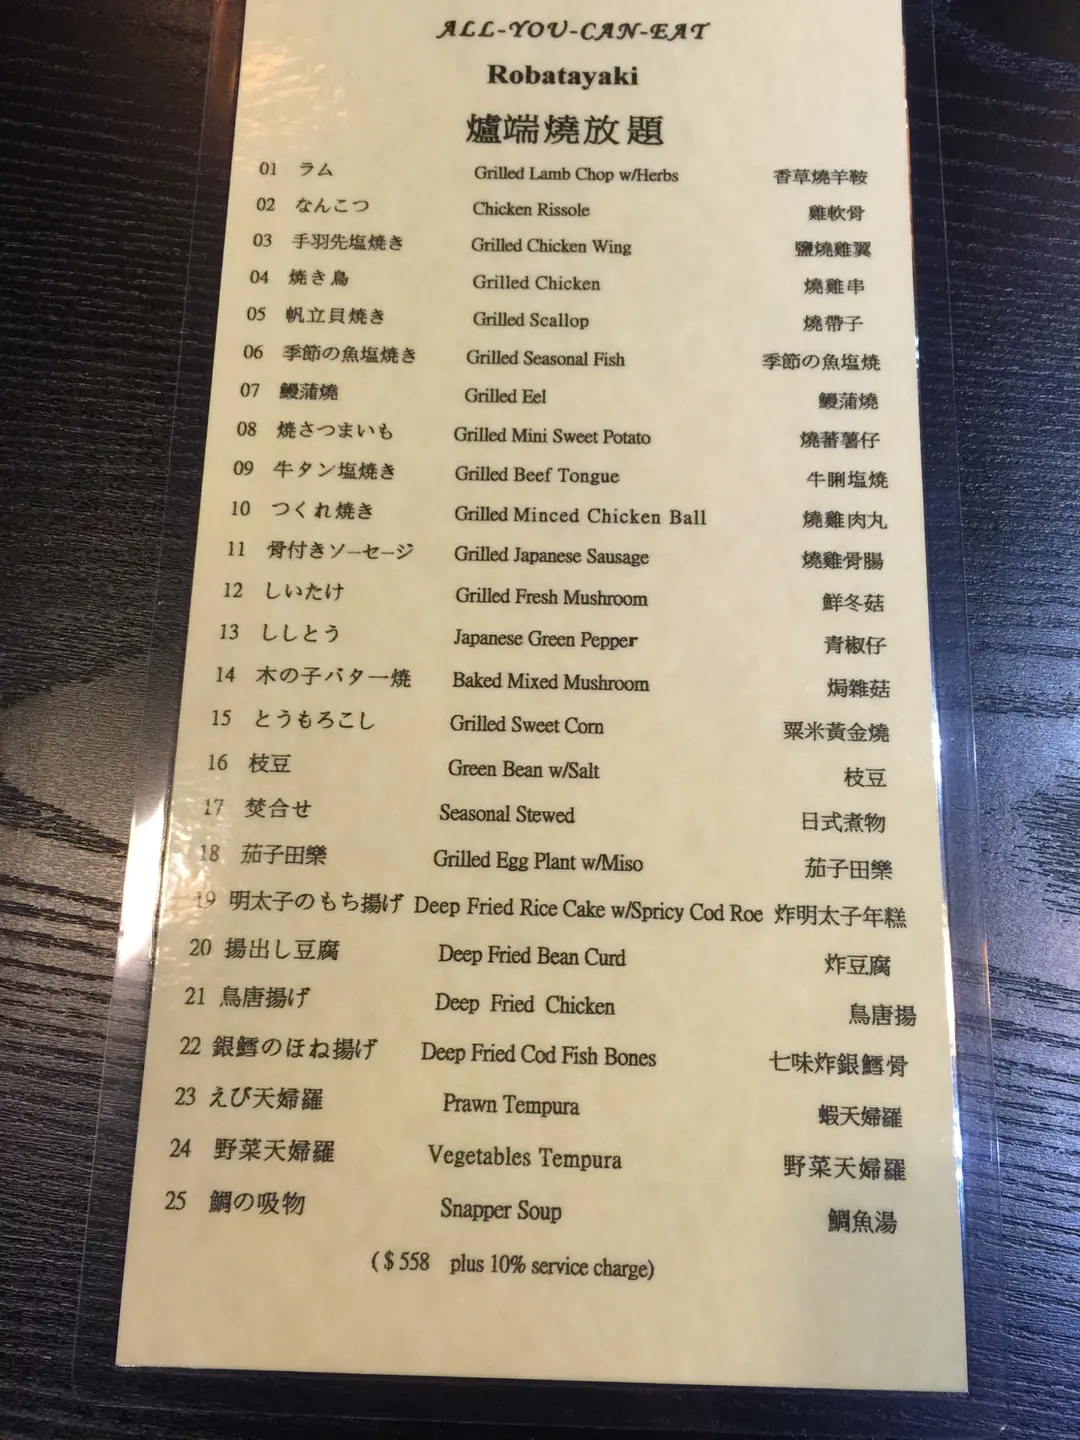 ALL-YOU-CAN-EAT
Robatayaki
爐端燒放題
01 ラム Grilled Lamb Chop w/Herbs 香草燒羊鞍
02 なんこつ Chicken Rissole 雞軟骨
03 手羽先塩焼き Grilled Chicken Wing 鹽燒雞翼
04 焼き鳥 Grilled Chicken 燒雞串
05 帆立貝焼き Grilled Scallop 燒帶子
06 季節の魚塩焼き Grilled Seasonal Fish 季節の魚塩燒
07 鰻蒲燒 Grilled Eel 鰻蒲燒
08 焼さつまいも Grilled Mini Sweet Potato 燒蕃薯仔
09 牛タン塩焼き Grilled Beef Tongue 牛脷塩燒
10 つくれ焼き Grilled Minced Chicken Ball 燒雞肉丸
11 骨付きソーセージ Grilled Japanese Sausage 燒雞骨腸
12 しいたけ Grilled Fresh Mushroom 鮮冬菇
13 ししとう Japanese Green Pepper 青椒仔
14 木の子バター焼 Baked Mixed Mushroom 焗雜菇
15 とうもろこし Grilled Sweet Corn 粟米黃金燒
16 枝豆 Green Bean w/Salt 枝豆
17 焚合せ Seasonal Stewed 日式煮物
18 茄子田樂 Grilled Egg Plant w/Miso 茄子田樂
19 明太子のもち揚げ Deep Fried Rice Cake w/Spricy Cod Roe 炸明太子年糕
20 揚出し豆腐 Deep Fried Bean Curd 炸豆腐
21 鳥唐揚げ Deep Fried Chicken 鳥唐揚
22 銀鱈のほね揚げ Deep Fried Cod Fish Bones 七味炸銀鱈骨
23 えび天婦羅 Prawn Tempura 蝦天婦羅
24 野菜天婦羅 Vegetables Tempura 野菜天婦羅
25 鯛の吸物 Snapper Soup 鯛魚湯
( $ 558 plus 10% service charge)